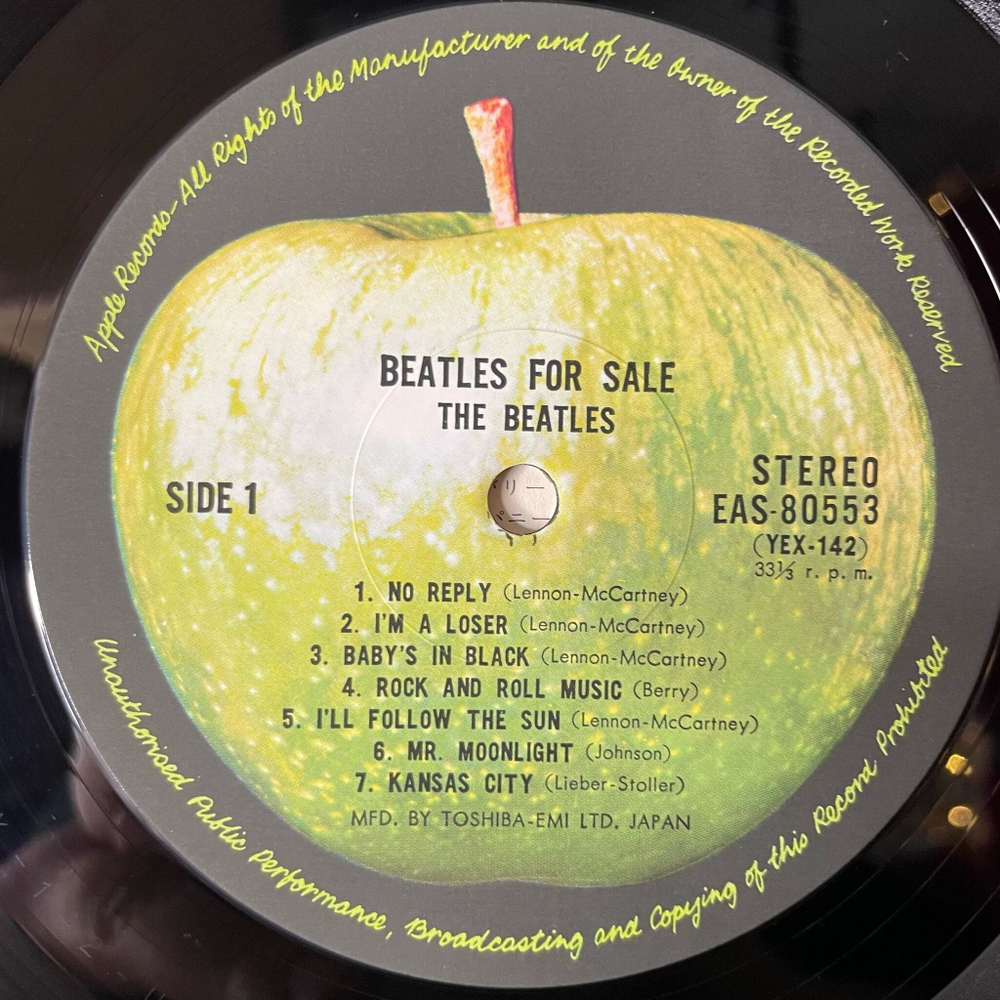 Apple Records-All Rights of the Manufacturer and of the Owner of the Recorded Work Reserved
BEATLES FOR SALE
THE BEATLES
SIDE 1
STEREO
EAS-80553
(YEX-142)
33⅓ r. p. m.
1. NO REPLY (Lennon-McCartney)
2. I'M A LOSER (Lennon-McCartney)
3. BABY'S IN BLACK (Lennon-McCartney)
4. ROCK AND ROLL MUSIC (Berry)
5. I'LL FOLLOW THE SUN (Lennon-McCartney)
6. MR. MOONLIGHT (Johnson)
7. KANSAS CITY (Lieber-Stoller)
MFD. BY TOSHIBA-EMI LTD. JAPAN
Unauthorised Public Performance, Broadcasting and Copying of this Record Prohibited